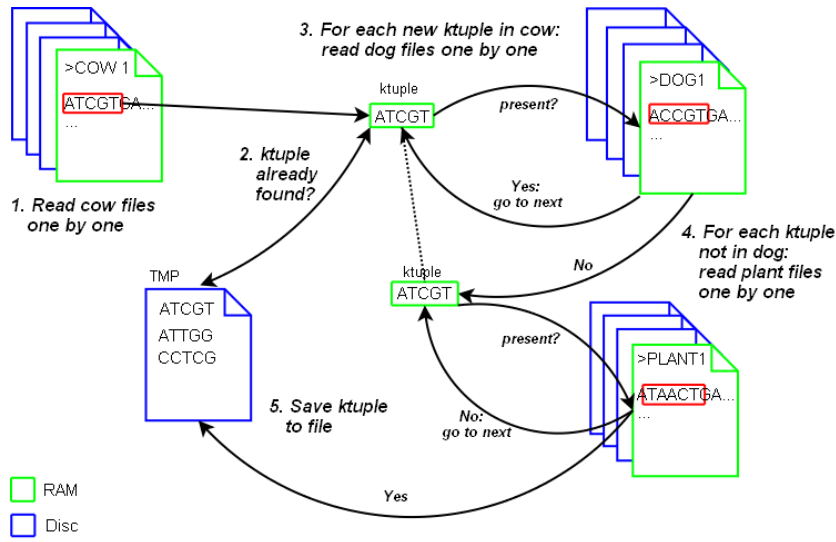 3. For each new ktuple in cow:
read dog files one by one
>COW 1
ATCGTGA...
...
ktuple
ATCGT
present?
>DOG1
ACCGTGA...
...
2. ktuple
already
found?
Yes:
go to next
1. Read cow files
one by one
4. For each ktuple
not in dog:
read plant files
one by one
No
TMP
ATCGT
ATTGG
CCTCG
ktuple
ATCGT
present?
>PLANT1
ATAACTGA...
...
No:
go to next
5. Save ktuple
to file
Yes
RAM
Disc